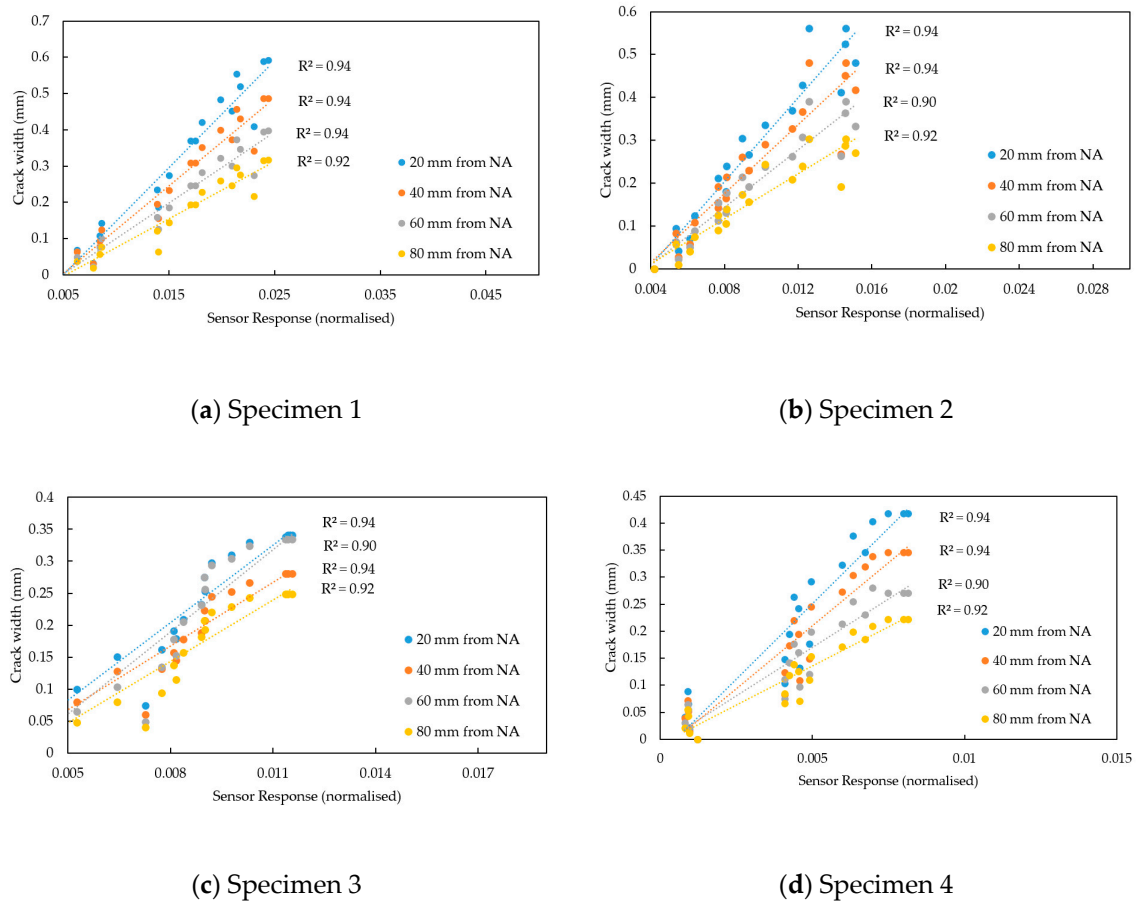 0.7
0.6
0.5
0.4
0.3
0.2
0.1
0
Crack width (mm)
R² = 0.94
R² = 0.94
R² = 0.94
R² = 0.92
20 mm from NA
40 mm from NA
60 mm from NA
80 mm from NA
0.005 0.015 0.025 0.035 0.045
Sensor Response (normalised)
(a) Specimen 1
0.6
0.5
0.4
0.3
0.2
0.1
0
Crack width (mm)
R² = 0.94
R² = 0.94
R² = 0.90
R² = 0.92
20 mm from NA
40 mm from NA
60 mm from NA
80 mm from NA
0.004 0.008 0.012 0.016 0.02 0.024 0.028
Sensor Response (normalised)
(b) Specimen 2
0.4
0.35
0.3
0.25
0.2
0.15
0.1
0.05
0
Crack width (mm)
R² = 0.94
R² = 0.90
R² = 0.94
R² = 0.92
20 mm from NA
40 mm from NA
60 mm from NA
80 mm from NA
0.005 0.008 0.011 0.014 0.017
Sensor Response (normalised)
(c) Specimen 3
0.45
0.4
0.35
0.3
0.25
0.2
0.15
0.1
0.05
0
Crack width (mm)
R² = 0.94
R² = 0.94
R² = 0.90
R² = 0.92
20 mm from NA
40 mm from NA
60 mm from NA
80 mm from NA
0 0.005 0.01 0.015
Sensor Response (normalised)
(d) Specimen 4